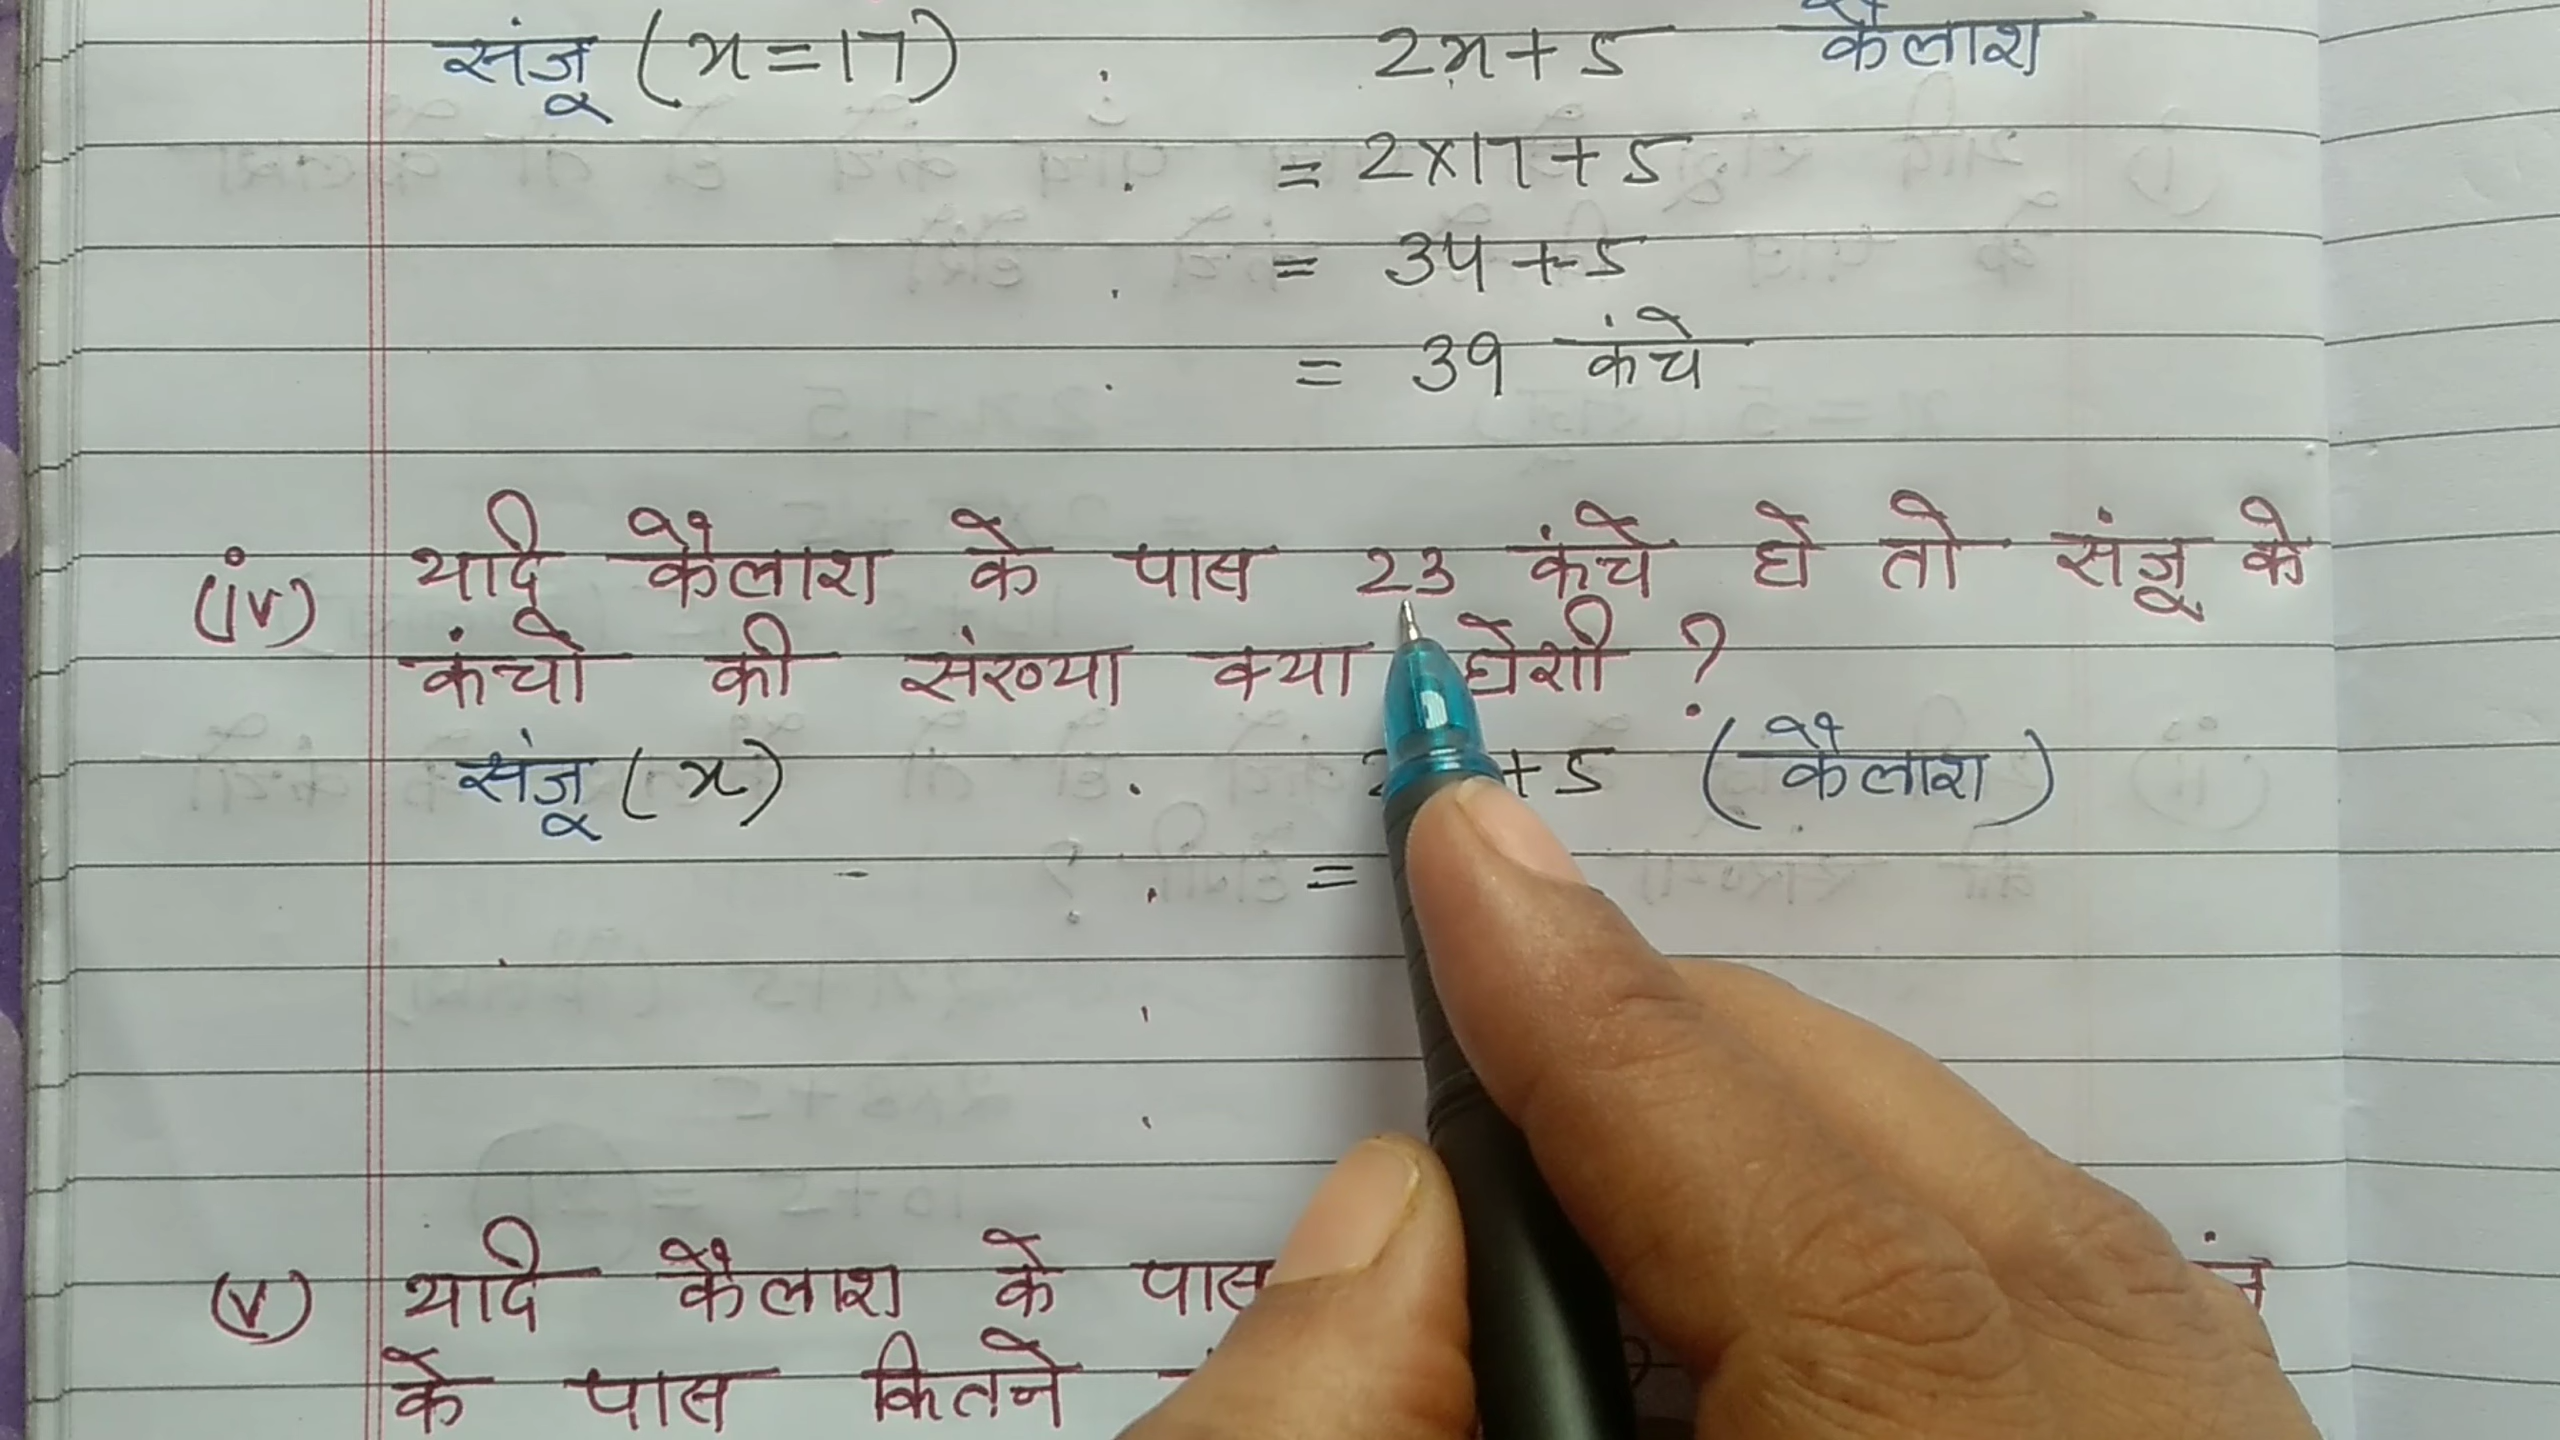 संजू (x=17) 2x+5 कैलाश
= 2×17+5
= 34+5
= 39 कंचे
(iv) यदि कैलाश के पास 23 कंचे हो तो संजू के
कंचो की संख्या क्या होगी ?
संजू (x) +5 (कैलाश)
=
(v) यदि कैलाश के पास
के पास कितने